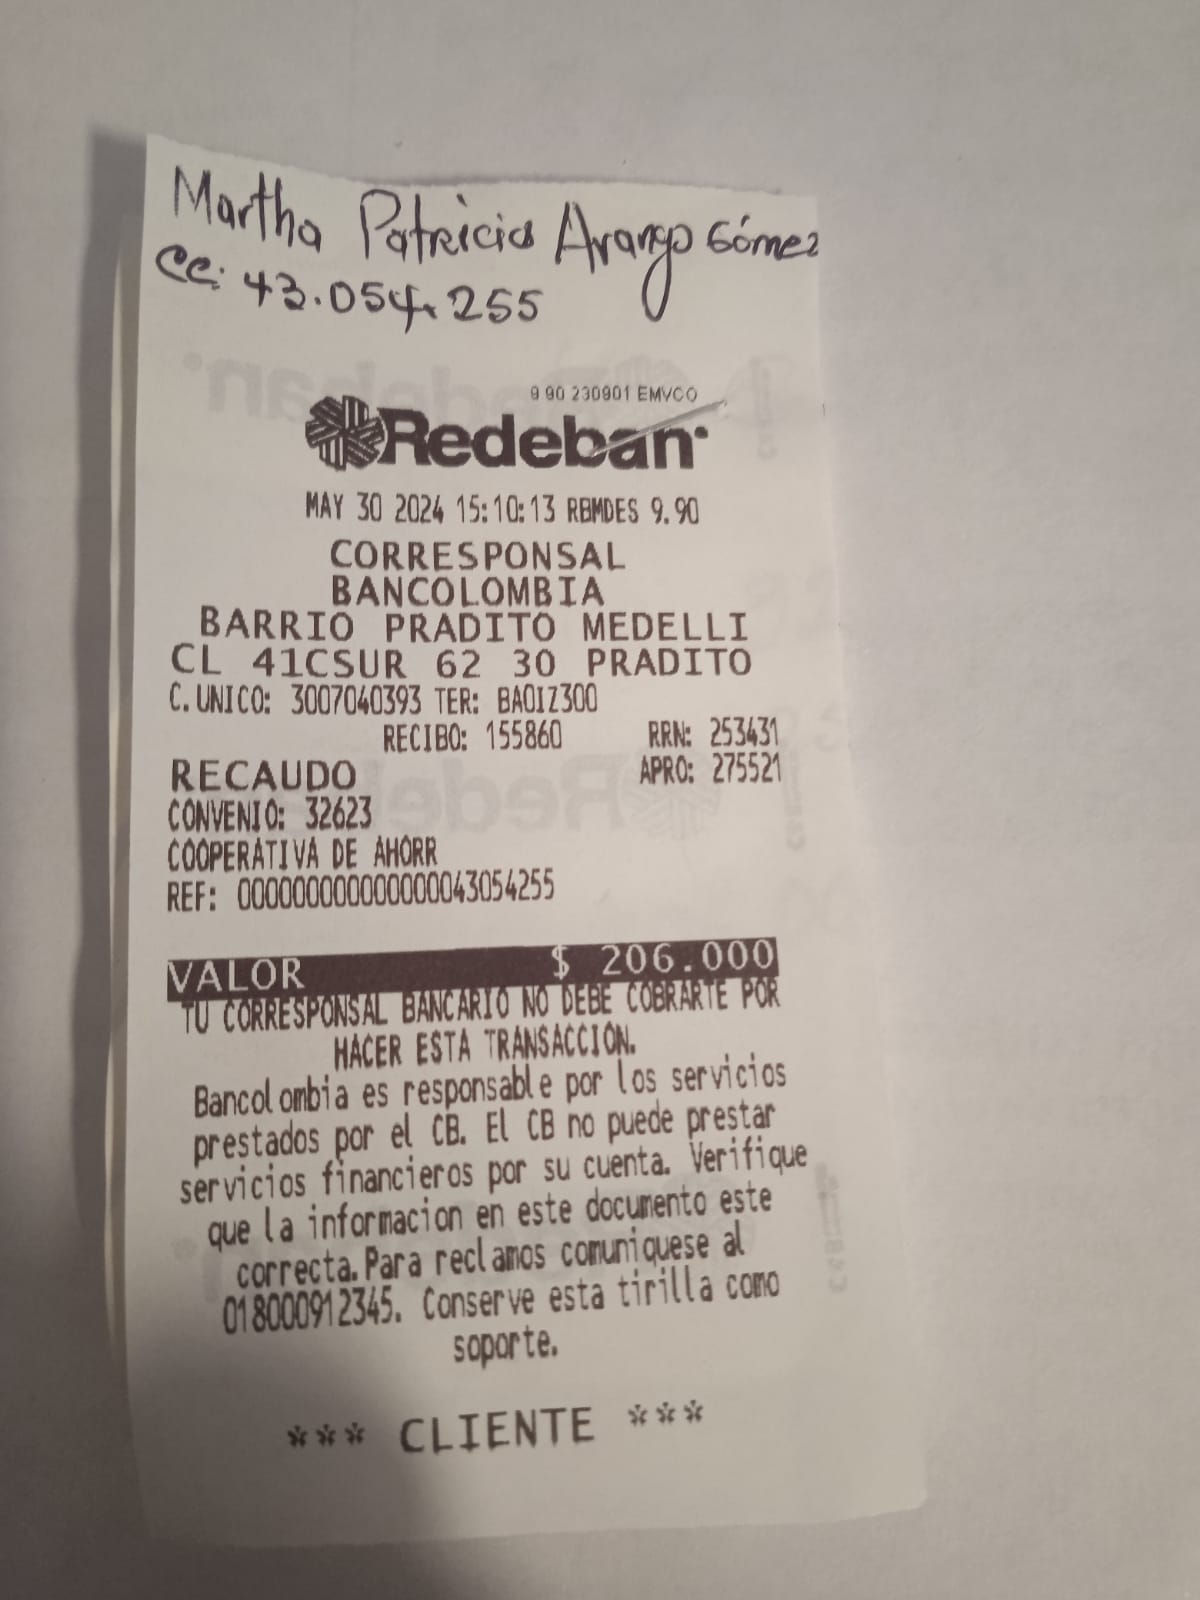 Martha Patricia Arango Gómez
CC: 43.054.255
9 90 230901 EMVCO
Redeban
MAY 30 2024 15:10:13 RBMDES 9.90
CORRESPONSAL
BANCOLOMBIA
BARRIO PRADITO MEDELLI
CL 41CSUR 62 30 PRADITO
C. UNICO: 3007040393 TER: BAOIZ300
RECIBO: 155860 RRN: 253431
RECAUDO APRO: 275521
CONVENIO: 32623
COOPERATIVA DE AHORR
REF: 000000000000000043054255
VALOR $ 206.000
TU CORRESPONSAL BANCARIO NO DEBE COBRARTE POR
HACER ESTA TRANSACCION.
Bancolombia es responsable por los servicios
prestados por el CB. El CB no puede prestar
servicios financieros por su cuenta. Verifique
que la informacion en este documento este
correcta. Para reclamos comuniquese al
018000912345. Conserve esta tirilla como
soporte.
*** CLIENTE ***